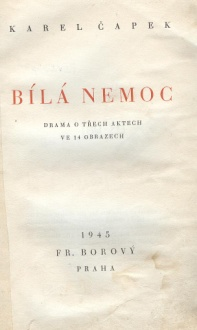 KAREL ČAPEK
BÍLÁ NEMOC
DRAMA O TŘECH AKTECH
VE 14 OBRAZECH
1945
FR. BOROVÝ
PRAHA